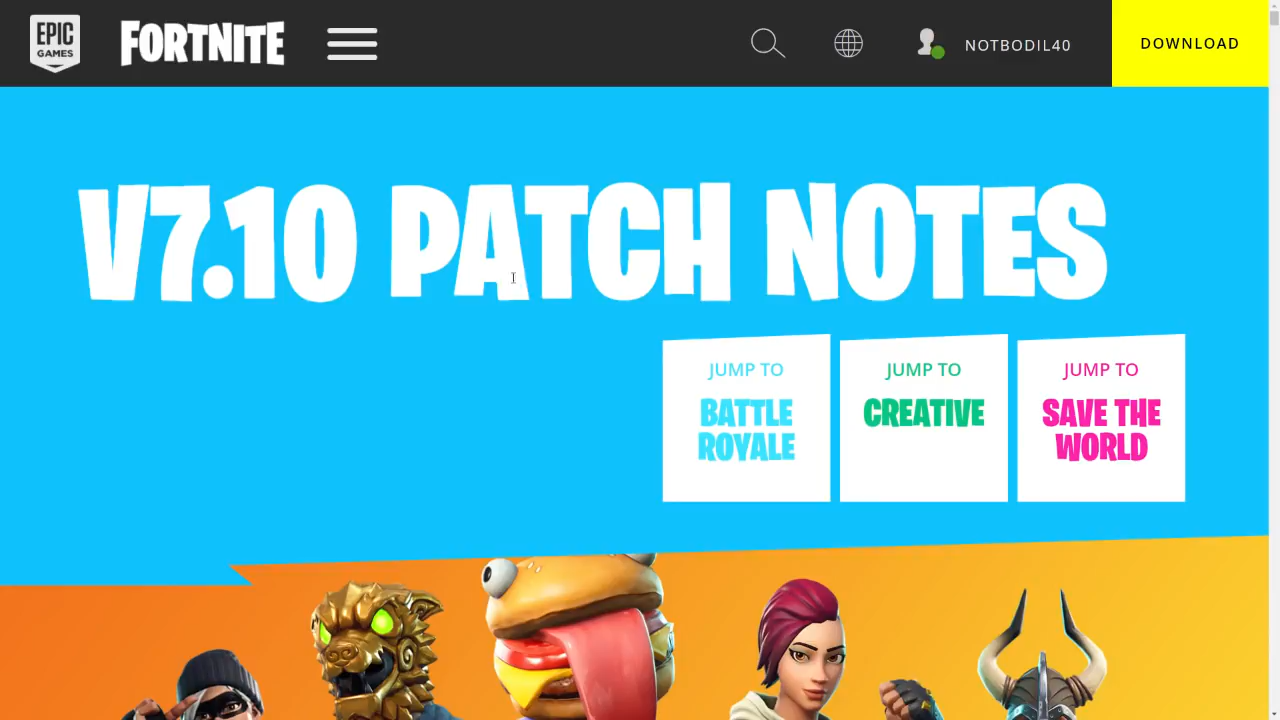 EPIC
GAMES
FORTNITE
NOTBODIL40
DOWNLOAD
V7.10 PATCH NOTES
JUMP TO
BATTLE
ROYALE
JUMP TO
CREATIVE
JUMP TO
SAVE THE
WORLD